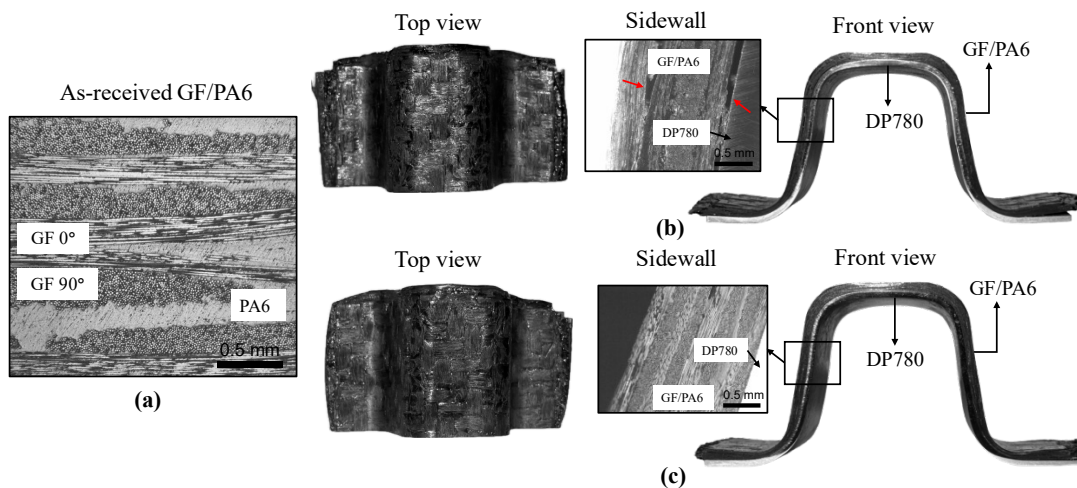 As-received GF/PA6
GF 0°
GF 90°
PA6
0.5 mm
(a)
Top view
Sidewall
Front view
GF/PA6
DP780
0.5 mm
GF/PA6
DP780
(b)
Top view
Sidewall
Front view
DP780
GF/PA6
0.5 mm
GF/PA6
DP780
(c)